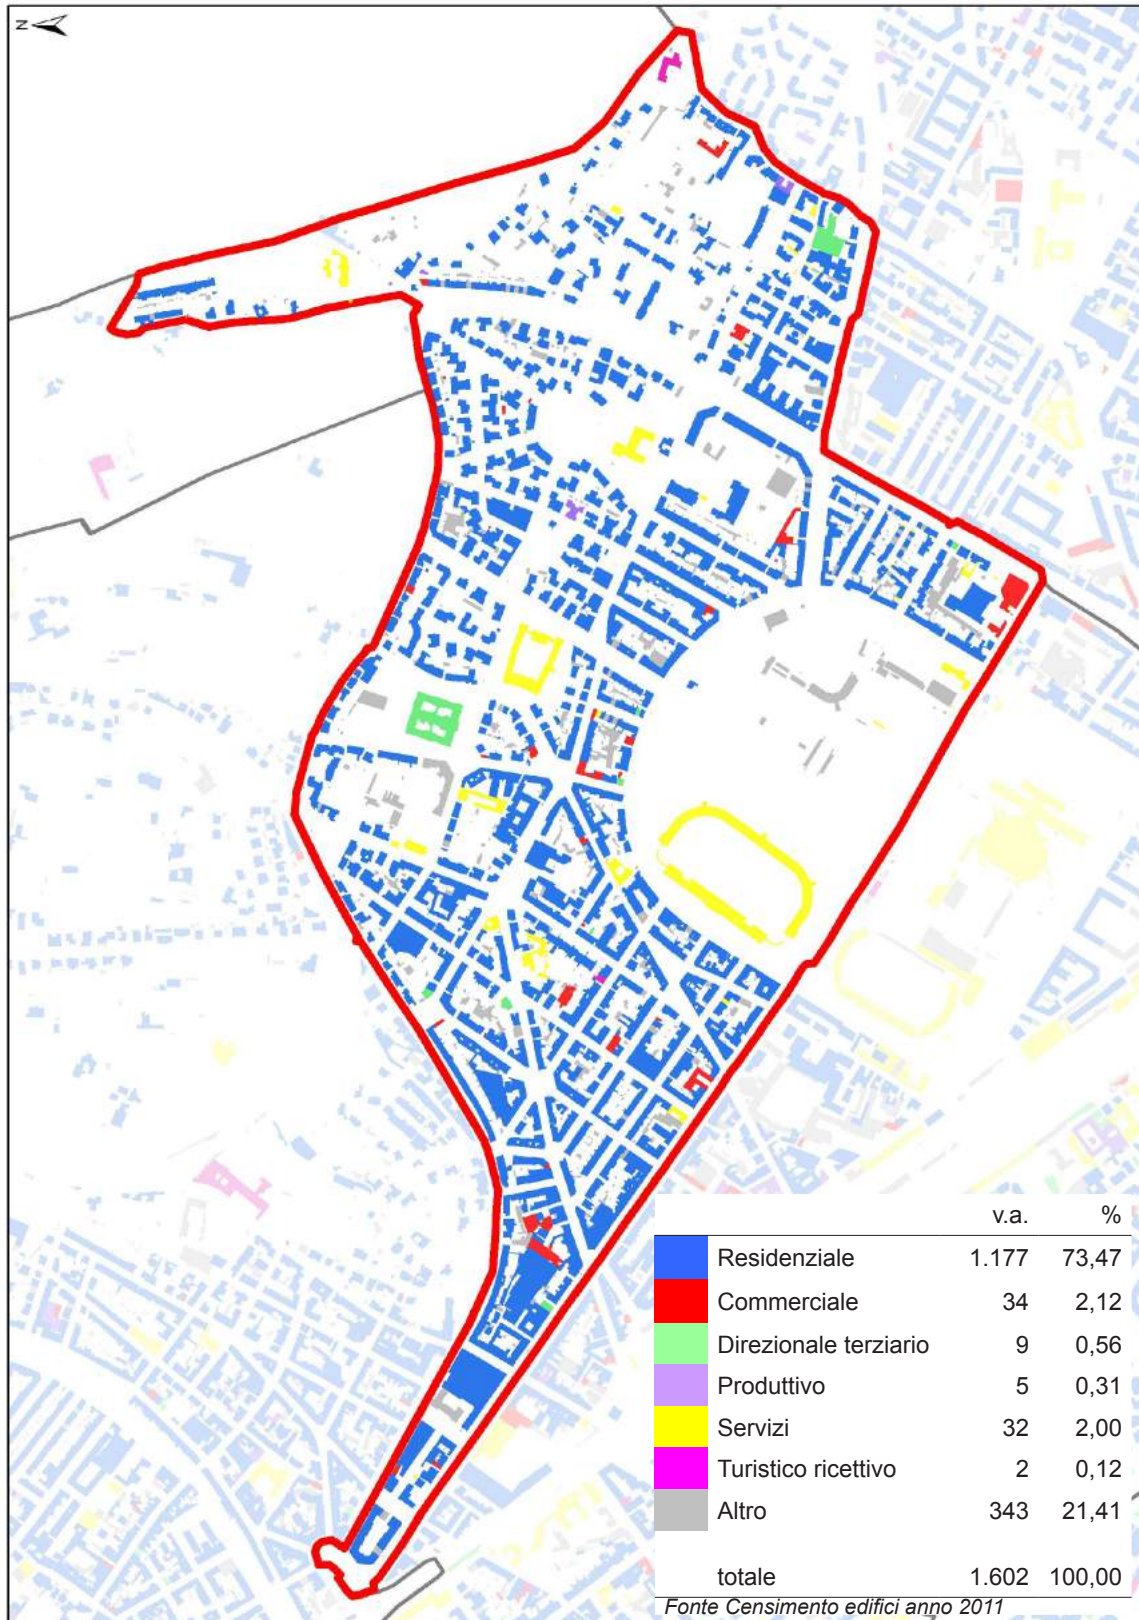 N
v.a. %
Residenziale 1.177 73,47
Commerciale 34 2,12
Direzionale terziario 9 0,56
Produttivo 5 0,31
Servizi 32 2,00
Turistico ricettivo 2 0,12
Altro 343 21,41
totale 1.602 100,00
Fonte Censimento edifici anno 2011